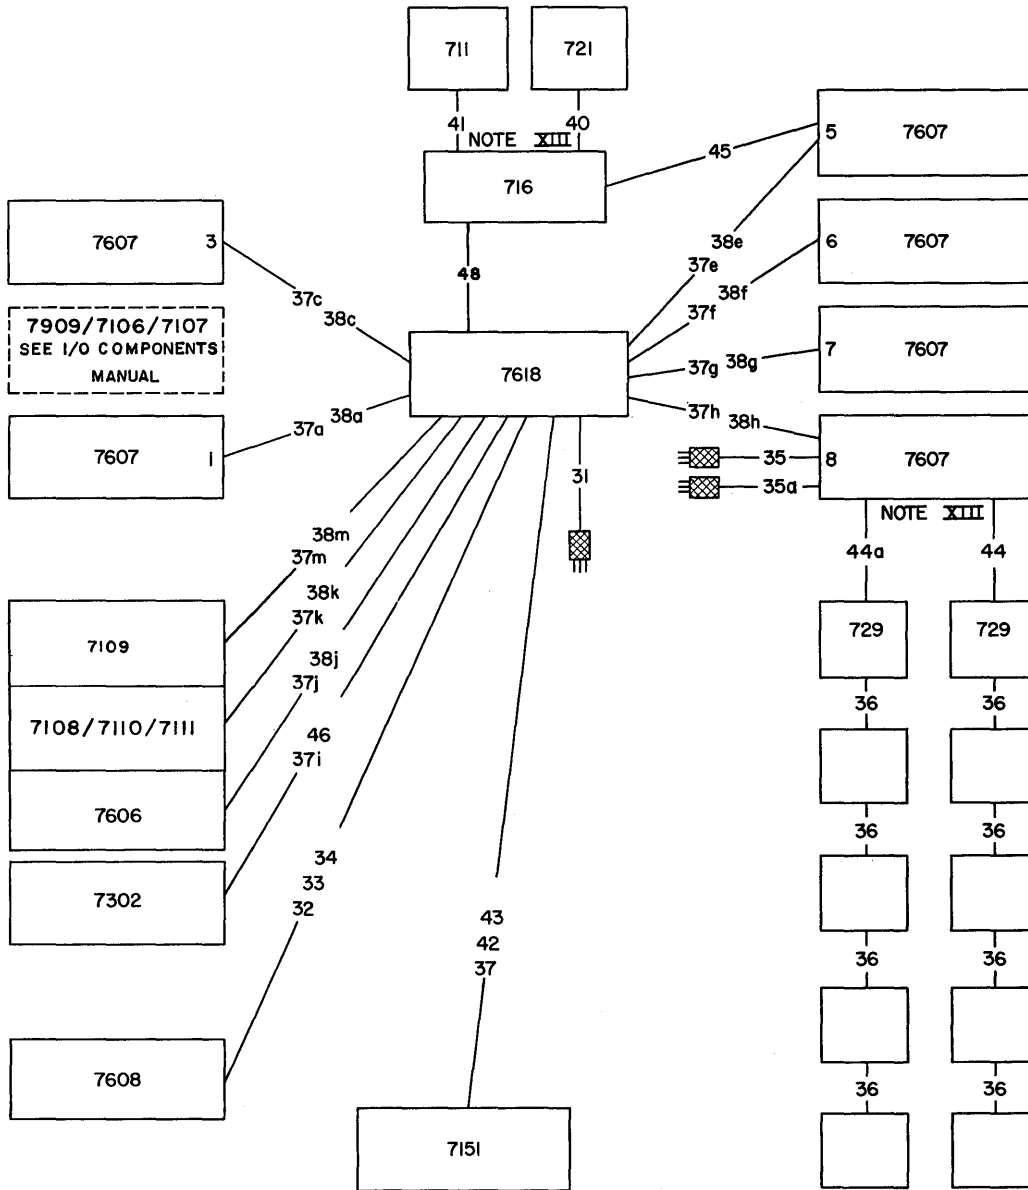 711
721
41
40
NOTE XIII
716
45
5 7607
7607 3
48
38e
37e
6 7607
38f
37f
37c
38c
7909/7106/7107
SEE I/O COMPONENTS
MANUAL
7618
37g
38g
7 7607
37h
38h
38a
37a
7607 1
35
8 7607
35a
31
NOTE XIII
44a
44
38m
37m
38k
37k
729
729
7109
38j
37j
36
36
7108/7110/7111
46
37i
7606
36
36
34
33
32
7302
43
42
37
36
36
7608
36
36
7151